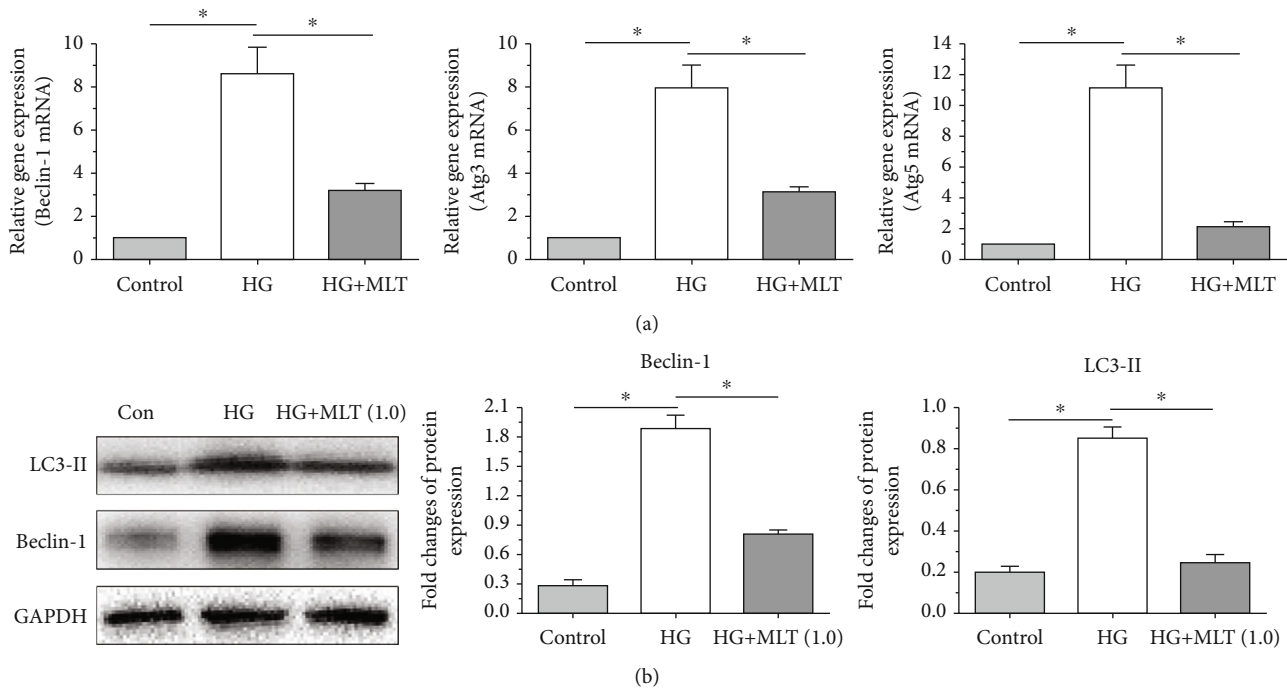 * *
10
8
6
4
2
0
Relative gene expression
(Beclin-1 mRNA)
Control HG HG+MLT
* *
10
8
6
4
2
0
Relative gene expression
(Atg3 mRNA)
Control HG HG+MLT
* *
14
12
10
8
6
4
2
0
Relative gene expression
(Atg5 mRNA)
Control HG HG+MLT
(a)
Con HG HG+MLT (1.0)
LC3-II
Beclin-1
GAPDH
Beclin-1
* *
2.1
1.8
1.5
1.2
0.9
0.6
0.3
0.0
Fold changes of protein
expression
Control HG HG+MLT (1.0)
LC3-II
* *
1.0
0.8
0.6
0.4
0.2
0.0
Fold changes of protein
expression
Control HG HG+MLT (1.0)
(b)